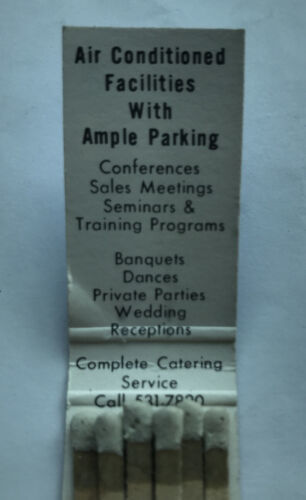 Air Conditioned
Facilities
With
Ample Parking
Conferences
Sales Meetings
Seminars &
Training Programs
Banquets
Dances
Private Parties
Wedding
Receptions
Complete Catering
Service
Call